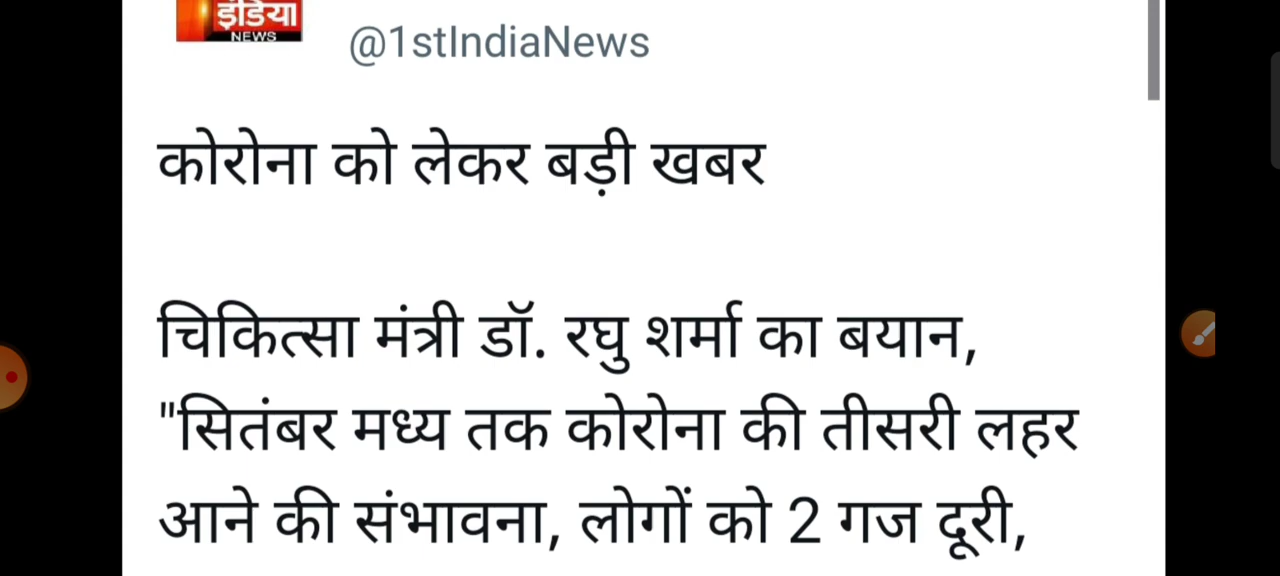 इंडिया
NEWS
@1stIndiaNews
कोरोना को लेकर बड़ी खबर
चिकित्सा मंत्री डॉ. रघु शर्मा का बयान,
"सितंबर मध्य तक कोरोना की तीसरी लहर
आने की संभावना, लोगों को 2 गज दूरी,